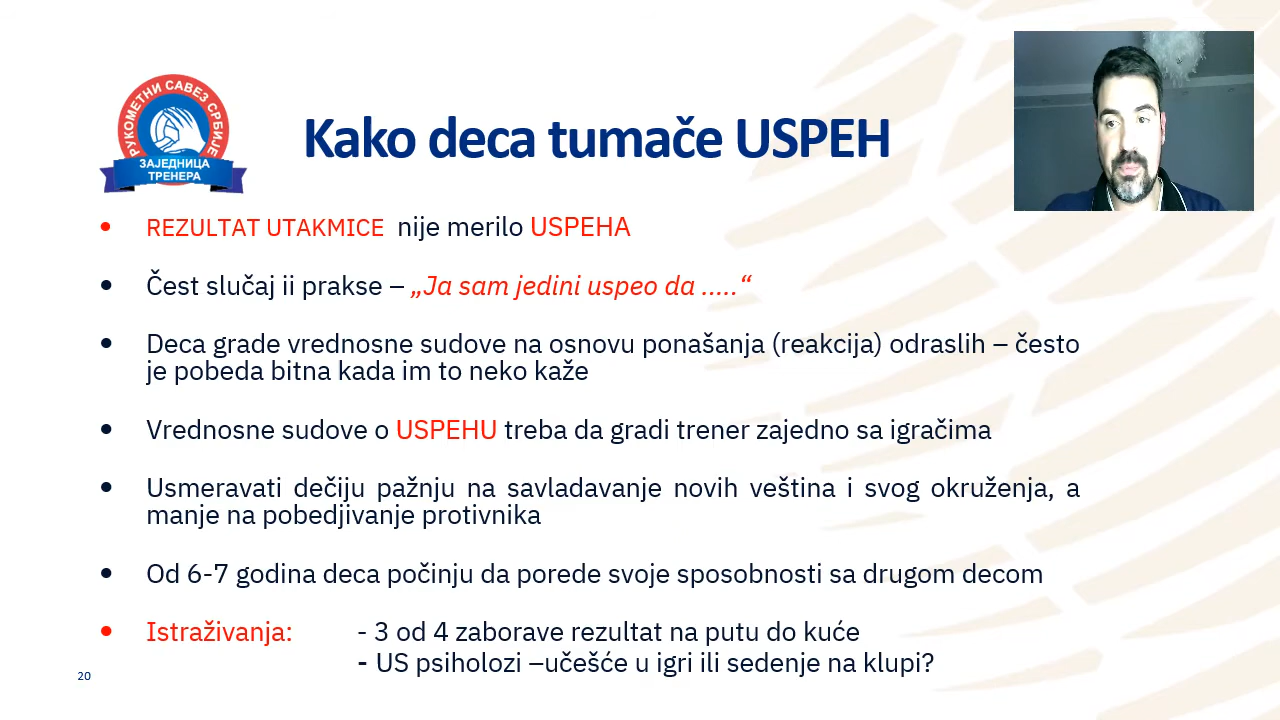 РУКОМЕТНИ САВЕЗ СРБИЈЕ
ЗАЈЕДНИЦА
ТРЕНЕРА
Kako deca tumače USPEH
• REZULTAT UTAKMICE nije merilo USPEHA
• Čest slučaj ii prakse – „Ja sam jedini uspeo da .....“
• Deca grade vrednosne sudove na osnovu ponašanja (reakcija) odraslih – često
je pobeda bitna kada im to neko kaže
• Vrednosne sudove o USPEHU treba da gradi trener zajedno sa igračima
• Usmeravati dečiju pažnju na savladavanje novih veština i svog okruženja, a
manje na pobedjivanje protivnika
• Od 6-7 godina deca počinju da porede svoje sposobnosti sa drugom decom
• Istraživanja: - 3 od 4 zaborave rezultat na putu do kuće
- US psiholozi –učešće u igri ili sedenje na klupi?
20